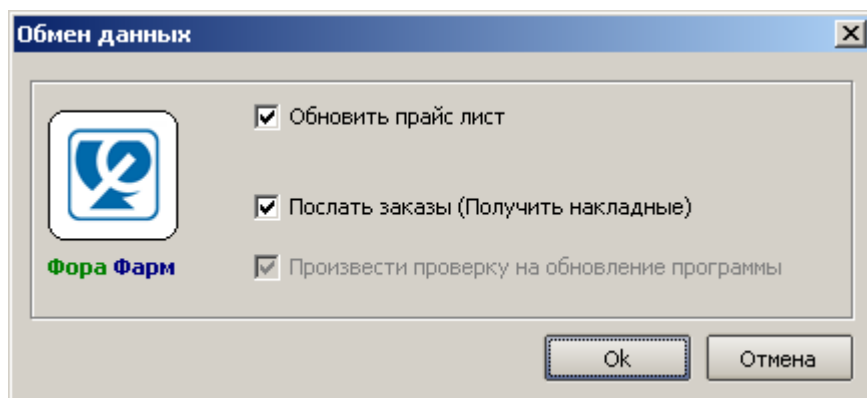 Обмен данных
Обновить прайс лист
Послать заказы (Получить накладные)
Фора Фарм
Произвести проверку на обновление программы
Ok
Отмена